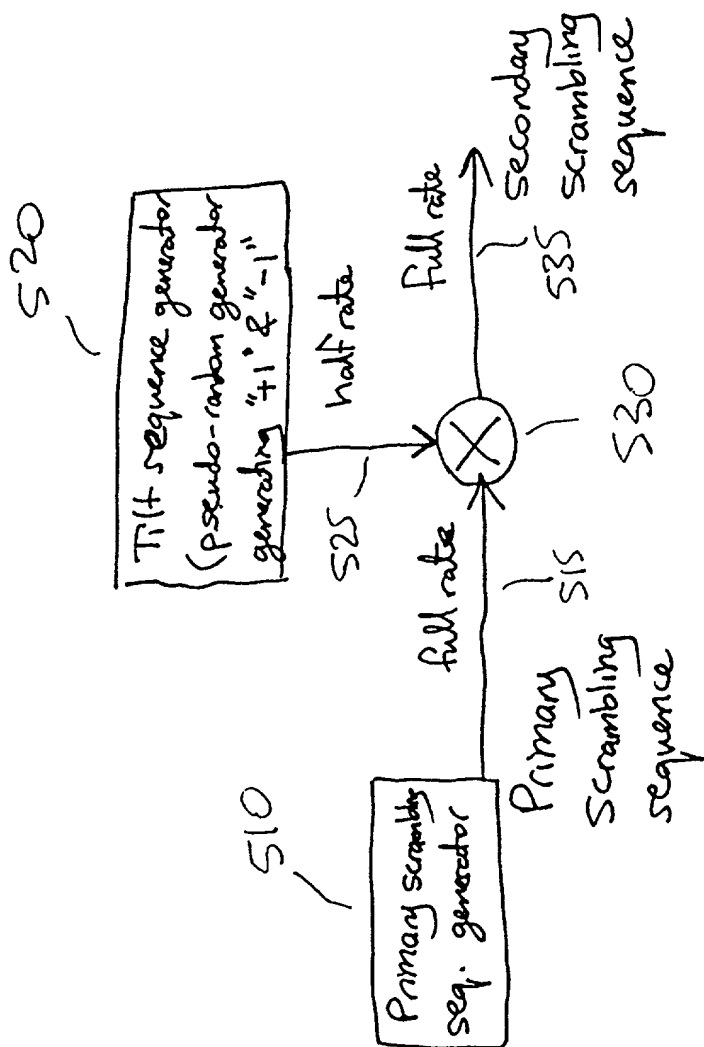 520
Tilt sequence generator
(pseudo-random generator
generating "+1" & "-1"
half rate
525
510
Primary scrambling
seq. generator
full rate
515
Primary
scrambling
sequence
530
full rate
535
Secondary
scrambling
sequence